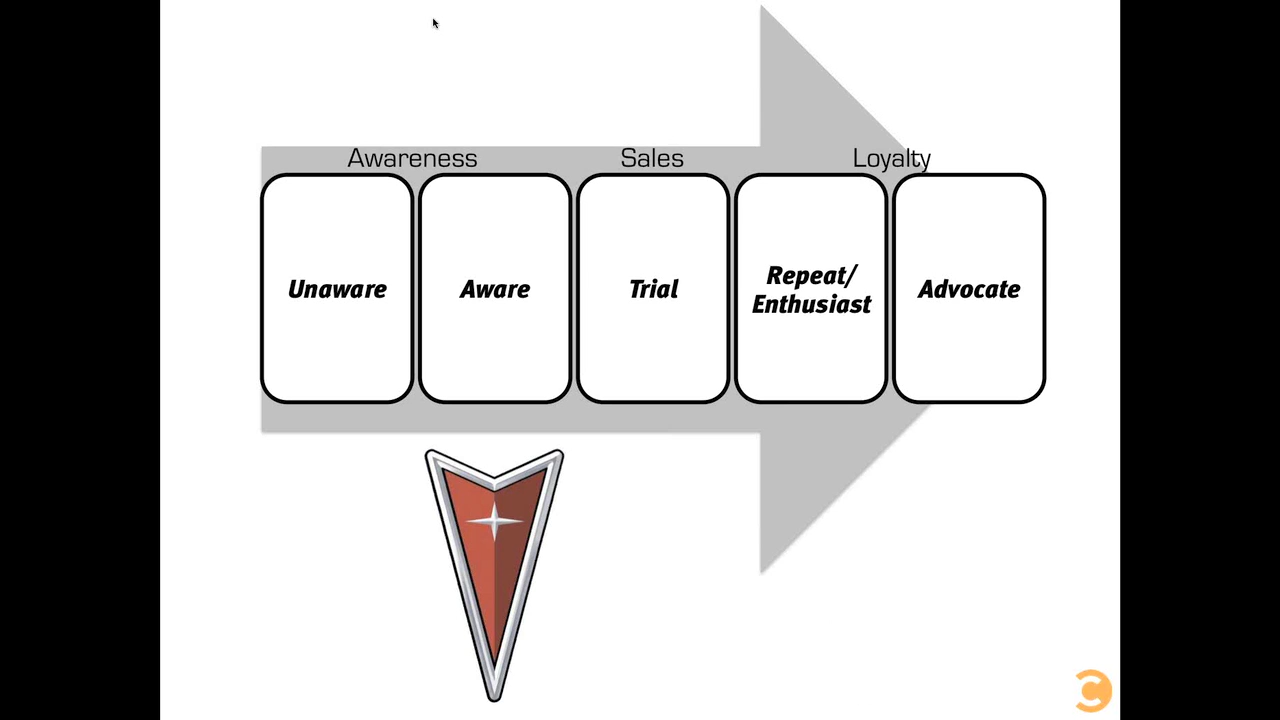 Awareness
Sales
Loyalty
Unaware
Aware
Trial
Repeat/
Enthusiast
Advocate